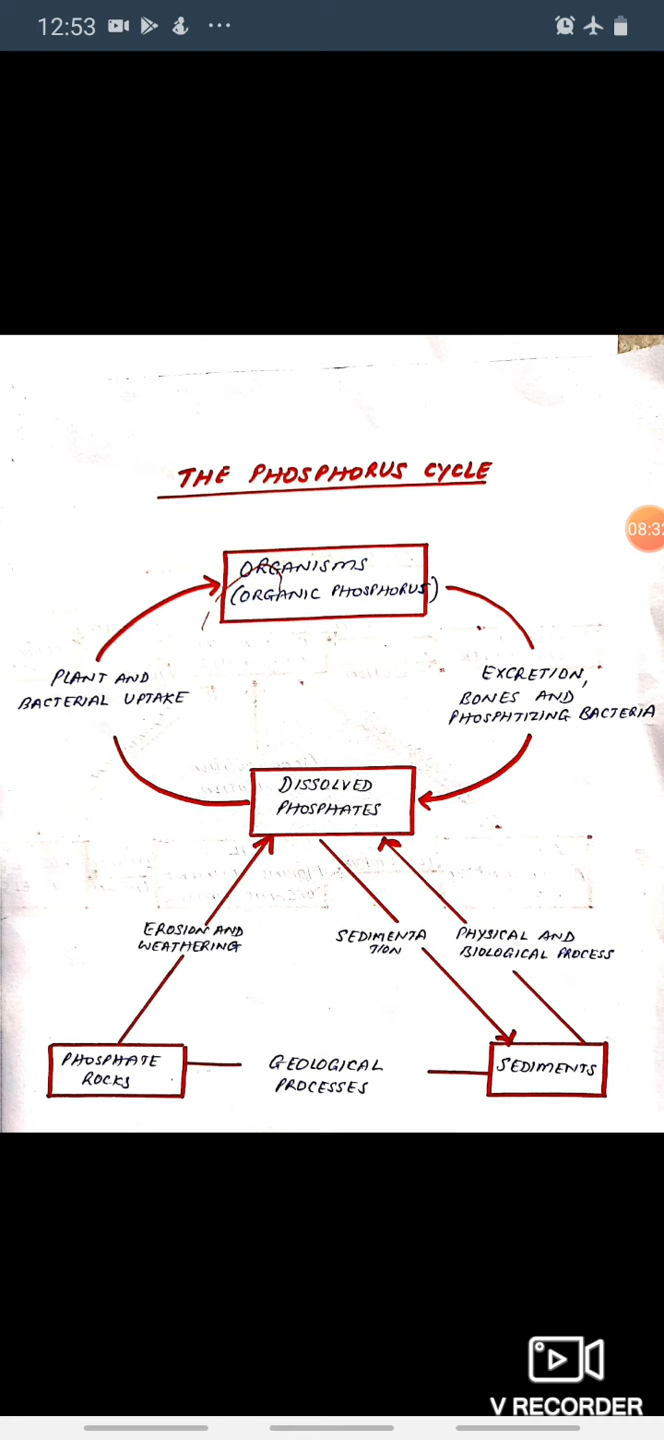 12:53
THE PHOSPHORUS CYCLE
08:3
ORGANISMS
(ORGANIC PHOSPHORUS)
PLANT AND
BACTERIAL UPTAKE
EXCRETION,
BONES AND
PHOSPHTIZING BACTERIA
DISSOLVED
PHOSPHATES
EROSION AND
WEATHERING
SEDIMENTA
TION
PHYSICAL AND
BIOLOGICAL PROCESS
PHOSPHATE
ROCKS
GEOLOGICAL
PROCESSES
SEDIMENTS
V RECORDER